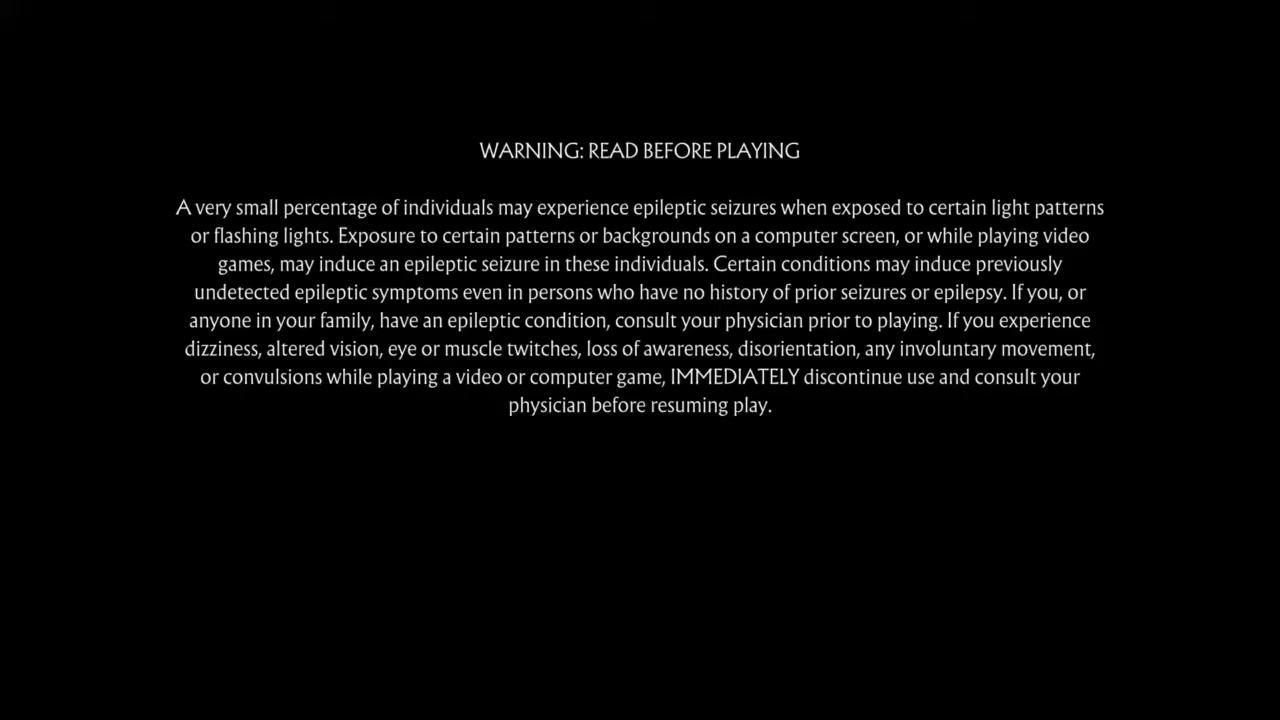 WARNING: READ BEFORE PLAYING
A very small percentage of individuals may experience epileptic seizures when exposed to certain light patterns
or flashing lights. Exposure to certain patterns or backgrounds on a computer screen, or while playing video
games, may induce an epileptic seizure in these individuals. Certain conditions may induce previously
undetected epileptic symptoms even in persons who have no history of prior seizures or epilepsy. If you, or
anyone in your family, have an epileptic condition, consult your physician prior to playing. If you experience
dizziness, altered vision, eye or muscle twitches, loss of awareness, disorientation, any involuntary movement,
or convulsions while playing a video or computer game, IMMEDIATELY discontinue use and consult your
physician before resuming play.